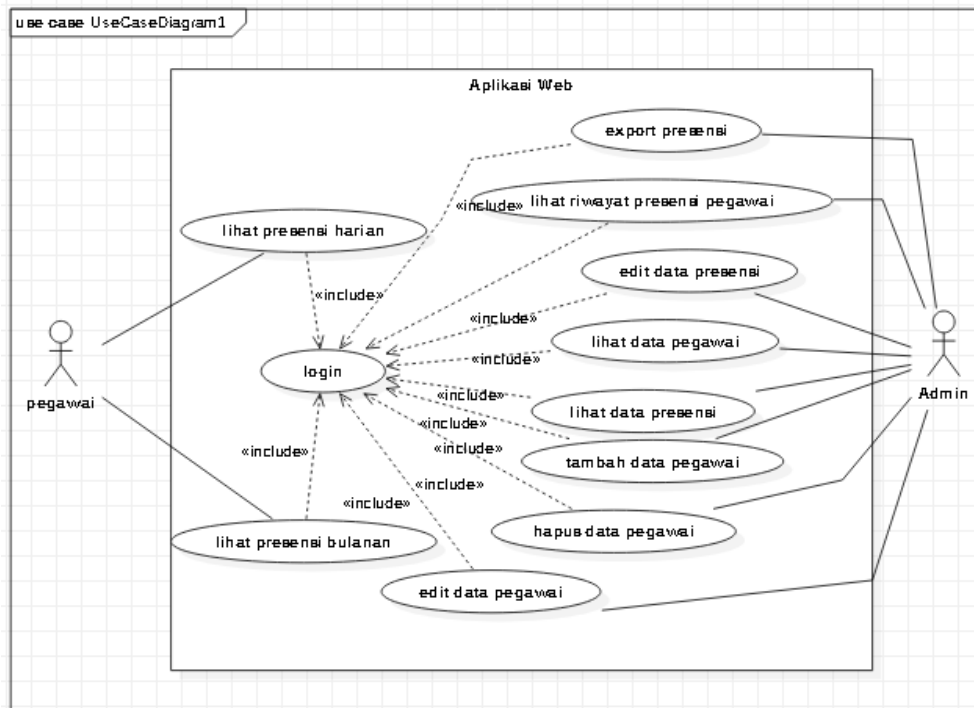 use case UseCaseDiagram1
Aplikasi Web
export presensi
«include»
lihat riwayat presensi pegawai
lihat presensi harian
edit data presensi
«include»
«include»
lihat data pegawai
«include»
login
pegawai
Admin
«include»
lihat data presensi
«include»
«include»
tambah data pegawai
«include»
«include»
«include»
hapus data pegawai
lihat presensi bulanan
edit data pegawai